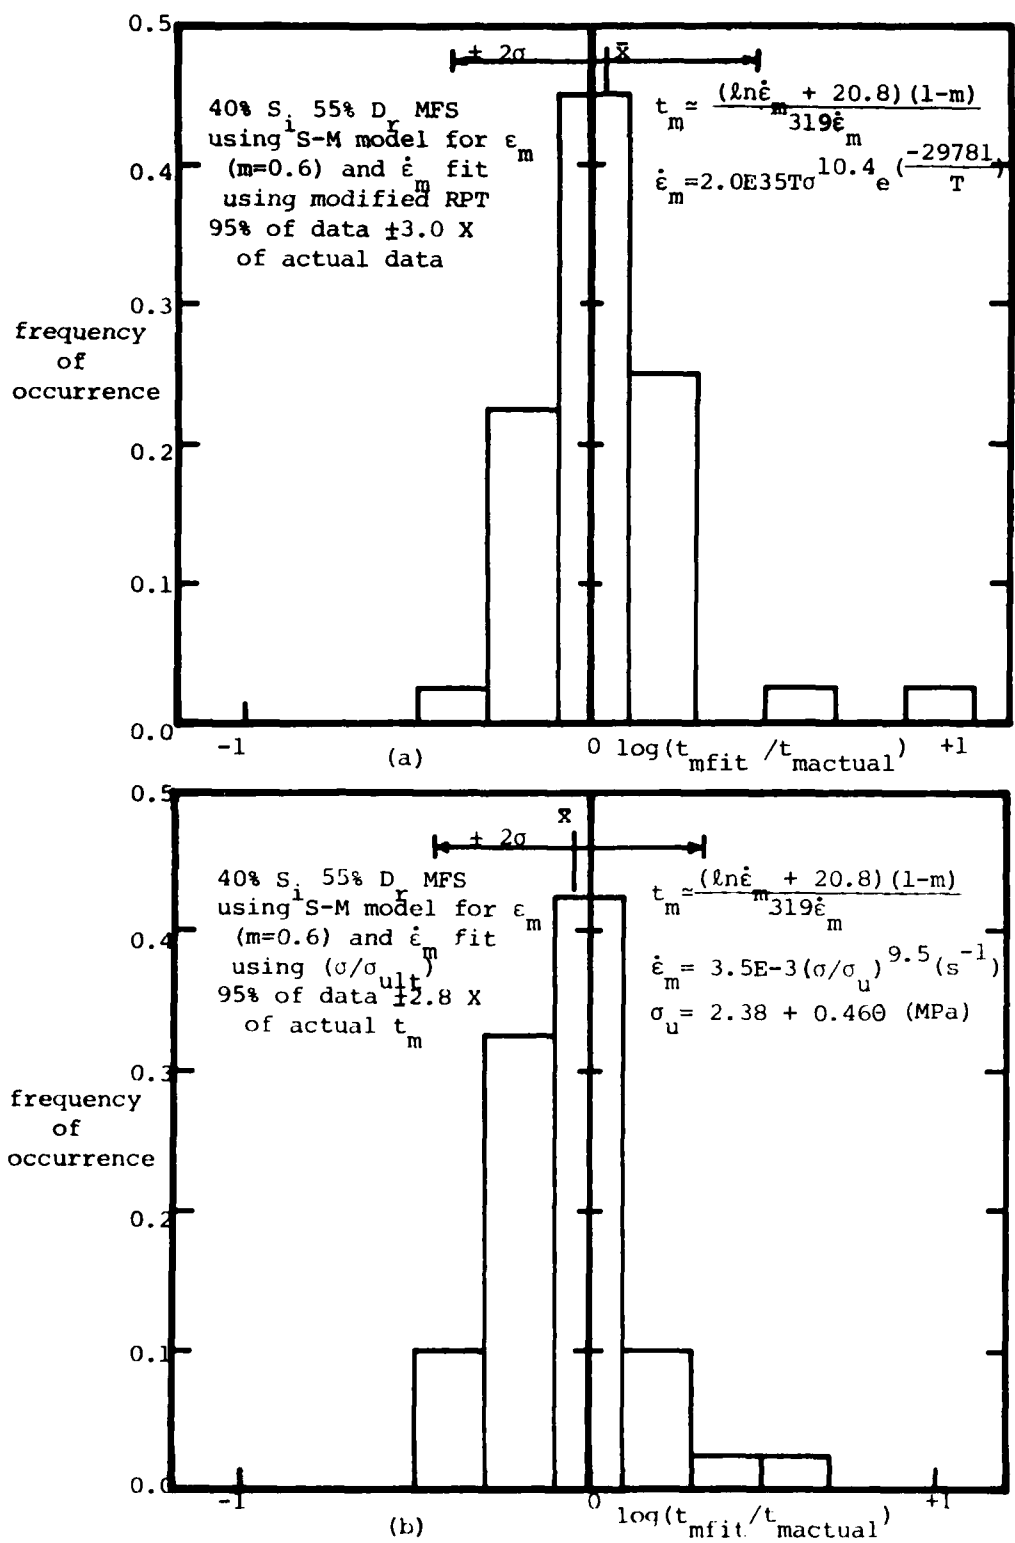 0.5
± 2σ
x̄
40% Sᵢ 55% D_r MFS
using S-M model for ε_m
(m=0.6) and ε̇_m fit
using modified RPT
95% of data ±3.0 X
of actual data
t_m ≃ (ℓnε̇_m + 20.8)(1-m) / 319ε̇_m
ε̇_m=2.0E35Tσ^10.4 e^(-29781/T)
0.4
0.3
frequency
of
occurrence
0.2
0.1
0.0
-1
0
log(t_mfit /t_mactual)
+1
(a)
0.5
x̄
± 2σ
40% Sᵢ 55% D_r MFS
using S-M model for ε_m
(m=0.6) and ε̇_m fit
using (σ/σ_ult)
95% of data ±2.8 X
of actual t_m
t_m ≃ (ℓnε̇_m + 20.8)(1-m) / 319ε̇_m
ε̇_m= 3.5E-3(σ/σ_u)^9.5(s^-1)
σ_u= 2.38 + 0.46θ (MPa)
0.4
0.3
frequency
of
occurrence
0.2
0.1
0.0
-1
0
log(t_mfit/t_mactual)
+1
(b)